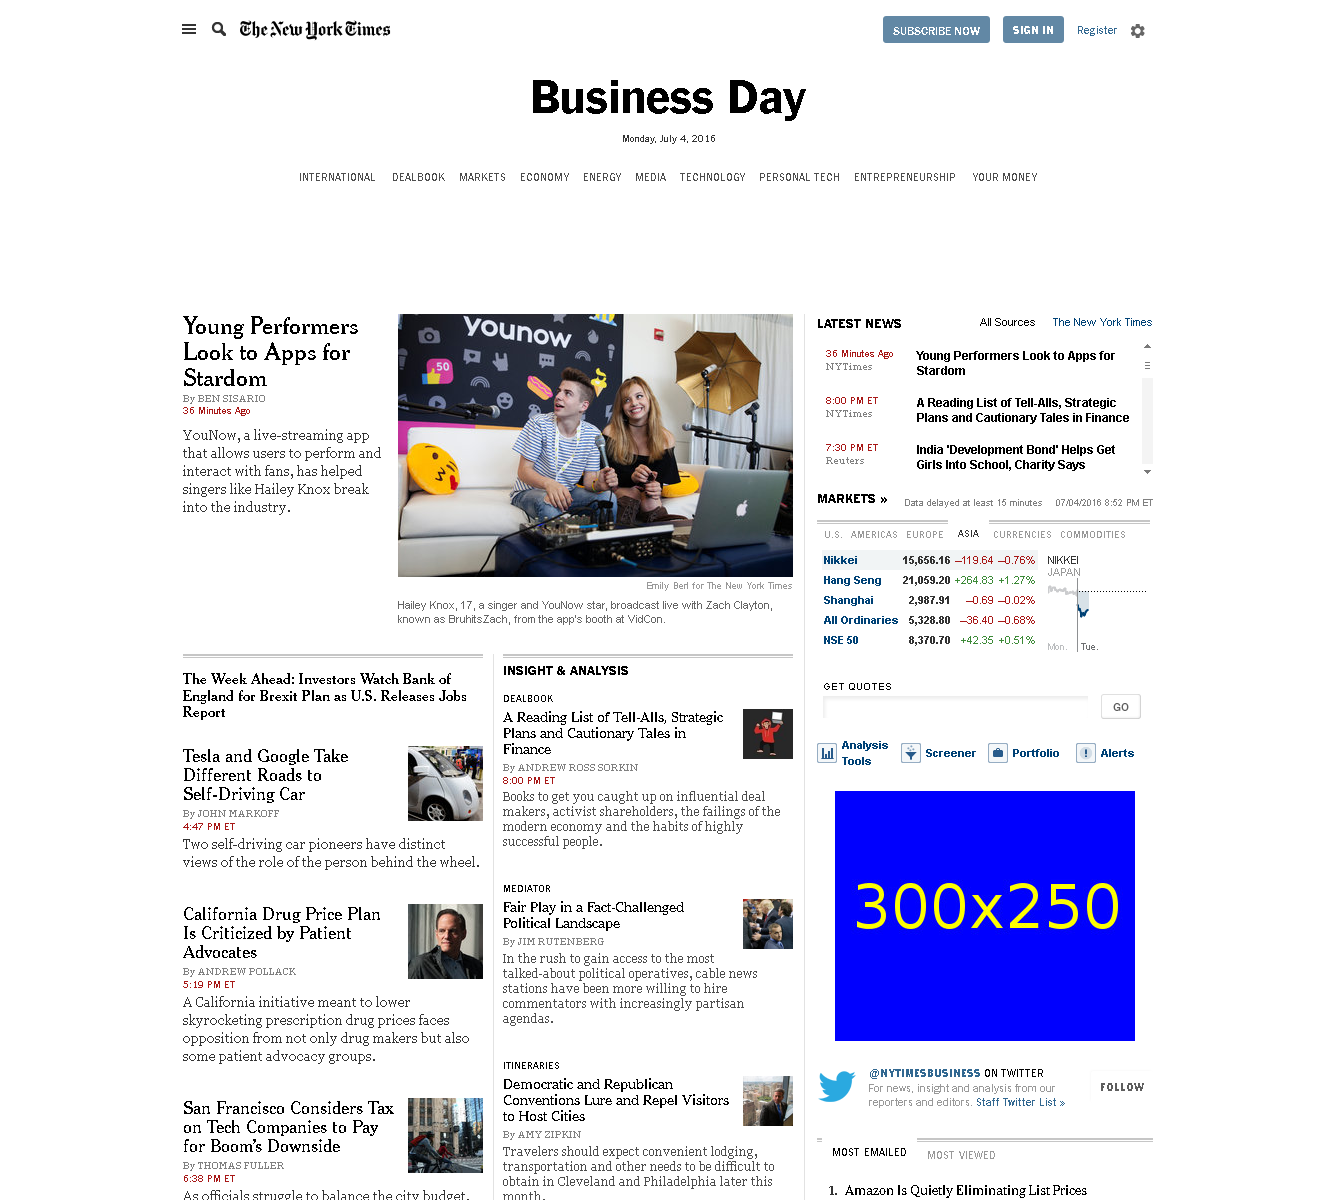 The New York Times
SUBSCRIBE NOW
SIGN IN
Register
Business Day
Monday, July 4, 2016
INTERNATIONAL DEALBOOK MARKETS ECONOMY ENERGY MEDIA TECHNOLOGY PERSONAL TECH ENTREPRENEURSHIP YOUR MONEY
Young Performers
Look to Apps for
Stardom
By BEN SISARIO
36 Minutes Ago
YouNow, a live-streaming app
that allows users to perform and
interact with fans, has helped
singers like Hailey Knox break
into the industry.
younow
50
Emily Berl for The New York Times
Hailey Knox, 17, a singer and YouNow star, broadcast live with Zach Clayton,
known as BruhitsZach, from the app's booth at VidCon.
The Week Ahead: Investors Watch Bank of
England for Brexit Plan as U.S. Releases Jobs
Report
Tesla and Google Take
Different Roads to
Self-Driving Car
By JOHN MARKOFF
4:47 PM ET
Two self-driving car pioneers have distinct
views of the role of the person behind the wheel.
California Drug Price Plan
Is Criticized by Patient
Advocates
By ANDREW POLLACK
5:19 PM ET
A California initiative meant to lower
skyrocketing prescription drug prices faces
opposition from not only drug makers but also
some patient advocacy groups.
San Francisco Considers Tax
on Tech Companies to Pay
for Boom's Downside
By THOMAS FULLER
6:38 PM ET
As officials struggle to balance the city budget,
INSIGHT & ANALYSIS
DEALBOOK
A Reading List of Tell-Alls, Strategic
Plans and Cautionary Tales in
Finance
By ANDREW ROSS SORKIN
8:00 PM ET
Books to get you caught up on influential deal
makers, activist shareholders, the failings of the
modern economy and the habits of highly
successful people.
MEDIATOR
Fair Play in a Fact-Challenged
Political Landscape
By JIM RUTENBERG
In the rush to gain access to the most
talked-about political operatives, cable news
stations have been more willing to hire
commentators with increasingly partisan
agendas.
ITINERARIES
Democratic and Republican
Conventions Lure and Repel Visitors
to Host Cities
By AMY ZIPKIN
Travelers should expect convenient lodging,
transportation and other needs to be difficult to
obtain in Cleveland and Philadelphia later this
month.
LATEST NEWS
All Sources
The New York Times
36 Minutes Ago
NYTimes
Young Performers Look to Apps for
Stardom
8:00 PM ET
NYTimes
A Reading List of Tell-Alls, Strategic
Plans and Cautionary Tales in Finance
7:30 PM ET
Reuters
India 'Development Bond' Helps Get
Girls Into School, Charity Says
MARKETS »
Data delayed at least 15 minutes
07/04/2016 8:52 PM ET
U.S. AMERICAS EUROPE ASIA CURRENCIES COMMODITIES
Nikkei 15,656.16 –119.64 –0.76%
Hang Seng 21,059.20 +264.83 +1.27%
Shanghai 2,987.91 –0.69 –0.02%
All Ordinaries 5,328.80 –36.40 –0.68%
NSE 50 8,370.70 +42.35 +0.51%
NIKKEI
JAPAN
Mon. Tue.
GET QUOTES
GO
Analysis
Tools
Screener
Portfolio
Alerts
300x250
@NYTIMESBUSINESS ON TWITTER
For news, insight and analysis from our
reporters and editors. Staff Twitter List »
FOLLOW
MOST EMAILED
MOST VIEWED
1. Amazon Is Quietly Eliminating List Prices